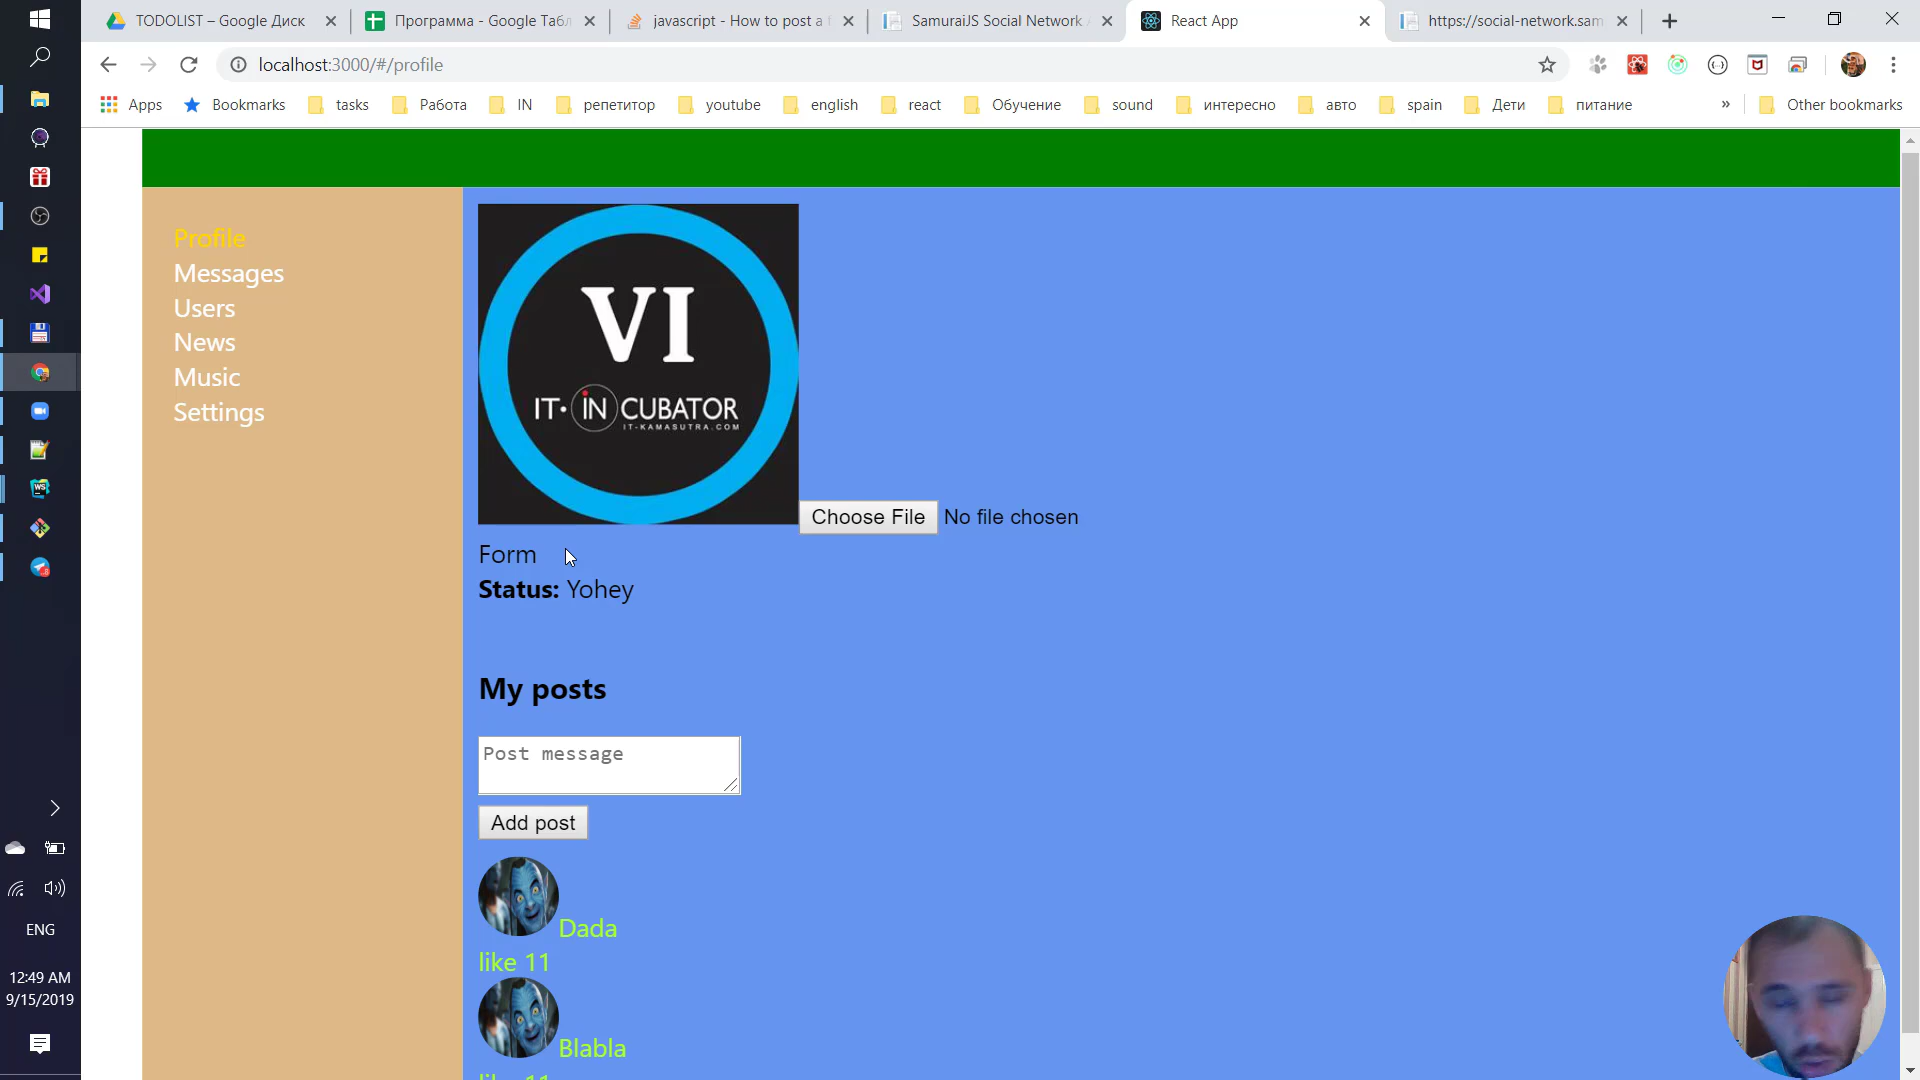 TODOLIST – Google Диск
Программа - Google Табл
javascript - How to post a f
SamuraiJS Social Network
React App
https://social-network.sam
localhost:3000/#/profile
Apps
Bookmarks
tasks
Работа
IN
репетитор
youtube
english
react
Обучение
sound
интересно
авто
spain
Дети
питание
»
Other bookmarks
Profile
Messages
Users
News
Music
Settings
VI
IT·INCUBATOR
IT-KAMASUTRA.COM
Choose File No file chosen
Form
Status: Yohey
My posts
Post message
Add post
Dada
like 11
Blabla
like 11
WS
ENG
12:49 AM
9/15/2019